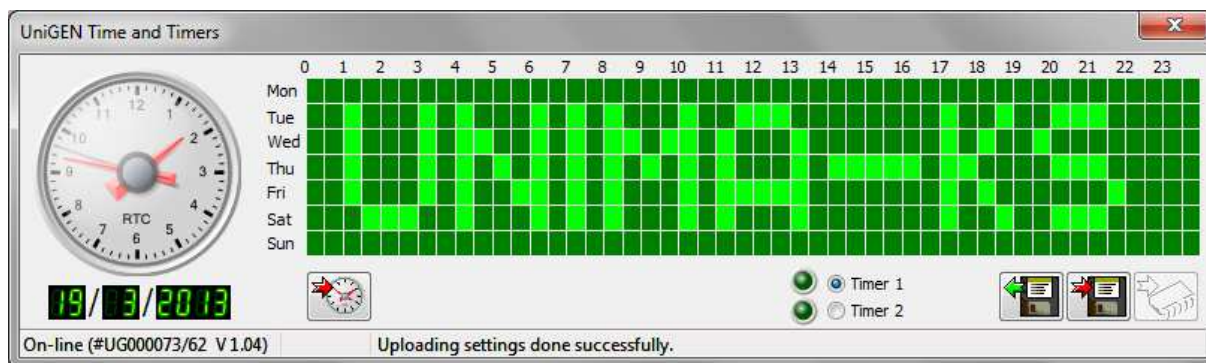 UniGEN Time and Timers
0 1 2 3 4 5 6 7 8 9 10 11 12 13 14 15 16 17 18 19 20 21 22 23
Mon
Tue
Wed
Thu
Fri
Sat
Sun
12
1
2
3
4
5
6
7
8
9
10
11
RTC
UNIMA-KS
19/3/2013
Timer 1
Timer 2
On-line (#UG000073/62 V 1.04)
Uploading settings done successfully.